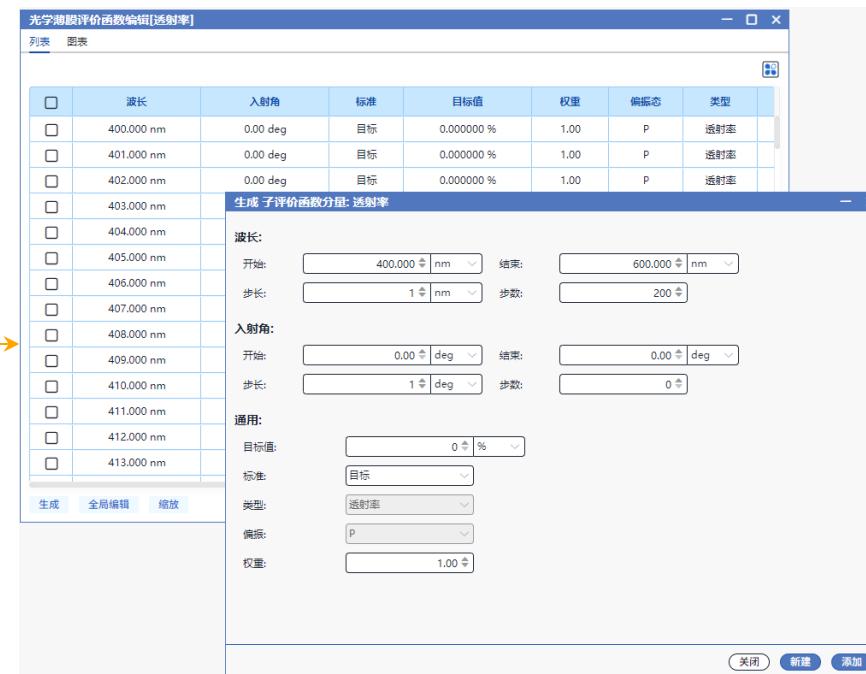 光学薄膜评价函数编辑[透射率]
列表 图表
波长 入射角 标准 目标值 权重 偏振态 类型
400.000 nm 0.00 deg 目标 0.000000 % 1.00 P 透射率
401.000 nm 0.00 deg 目标 0.000000 % 1.00 P 透射率
402.000 nm 0.00 deg 目标 0.000000 % 1.00 P 透射率
403.000 nm
404.000 nm
405.000 nm
406.000 nm
407.000 nm
408.000 nm
409.000 nm
410.000 nm
411.000 nm
412.000 nm
413.000 nm
生成 全局编辑 缩放
生成 子评价函数分量: 透射率
波长:
开始: 400.000 nm 结束: 600.000 nm
步长: 1 nm 步数: 200
入射角:
开始: 0.00 deg 结束: 0.00 deg
步长: 1 deg 步数: 0
通用:
目标值: 0 %
标准: 目标
类型: 透射率
偏振: P
权重: 1.00
关闭 新建 添加